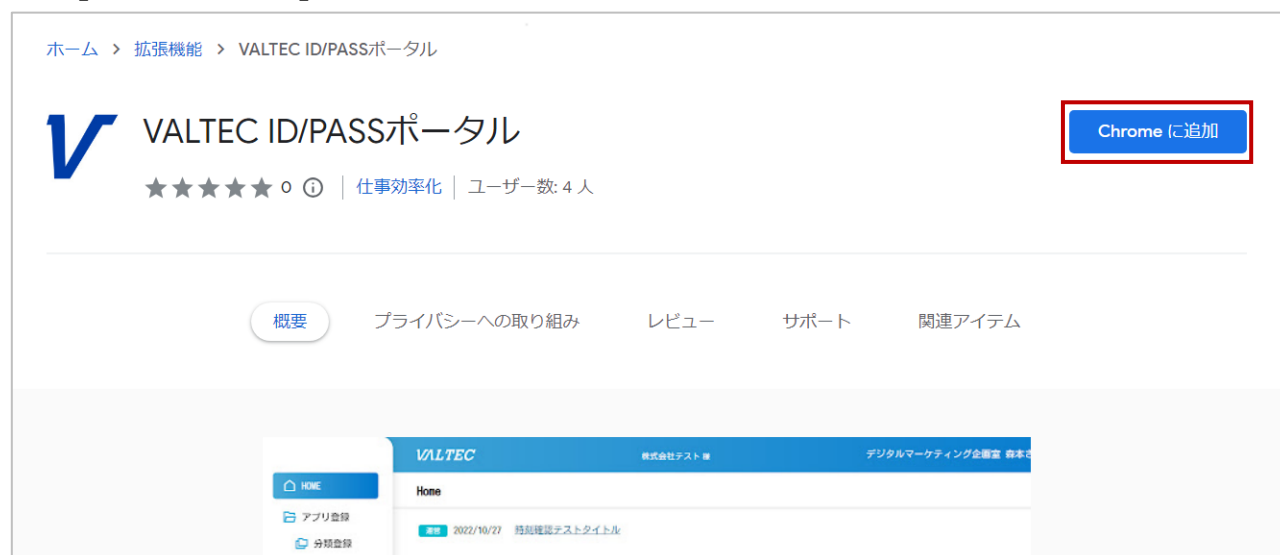 ホーム > 拡張機能 > VALTEC ID/PASSポータル
VALTEC ID/PASSポータル
Chrome に追加
0 仕事効率化 ユーザー数: 4 人
概要 プライバシーへの取り組み レビュー サポート 関連アイテム
VALTEC 株式会社テスト 様 デジタルマーケティング企画室 森本さ
HOME
Home
アプリ登録
運営 2022/10/27 時刻確認テストタイトル
分類登録